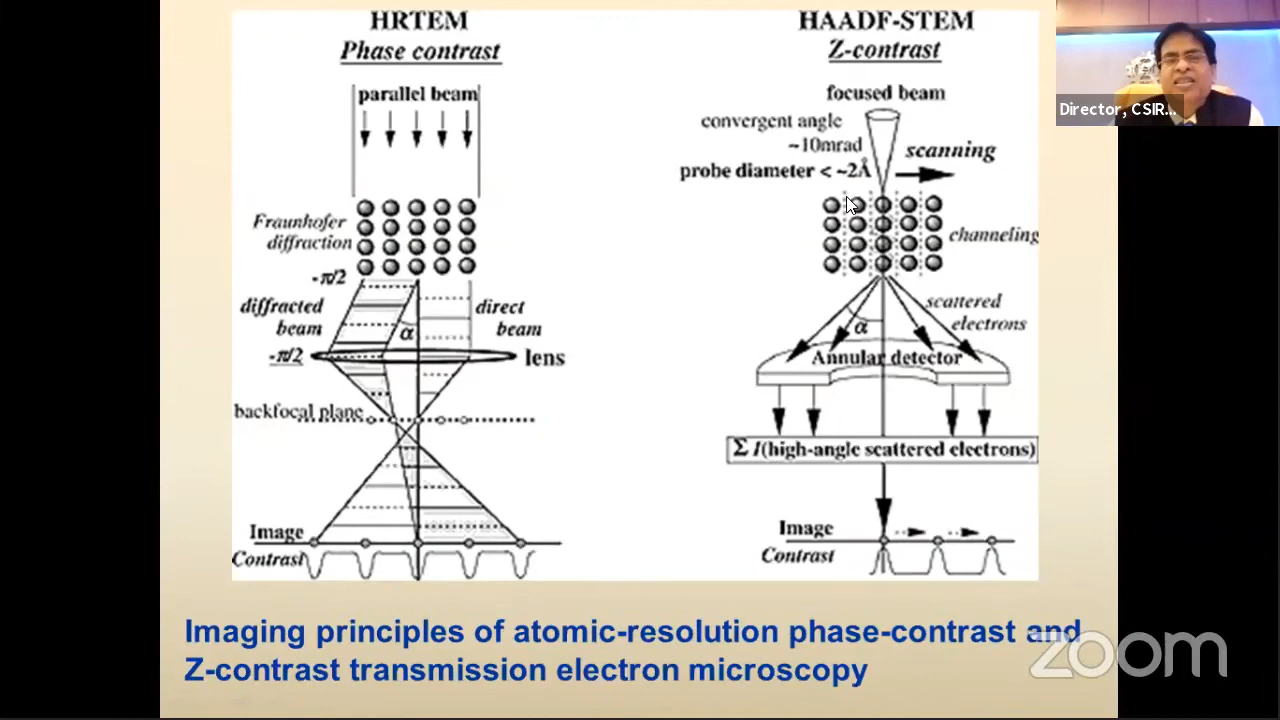 HRTEM
Phase contrast
parallel beam
Fraunhofer
diffraction
-π/2
diffracted
beam
α
direct
beam
-π/2
lens
backfocal plane
Image
Contrast
HAADF-STEM
Z-contrast
focused beam
convergent angle
~10mrad
probe diameter < ~2Å
scanning
channeling
scattered
electrons
α
Annular detector
Σ I(high-angle scattered electrons)
Image
Contrast
Imaging principles of atomic-resolution phase-contrast and
Z-contrast transmission electron microscopy
Director, CSIR...
zoom